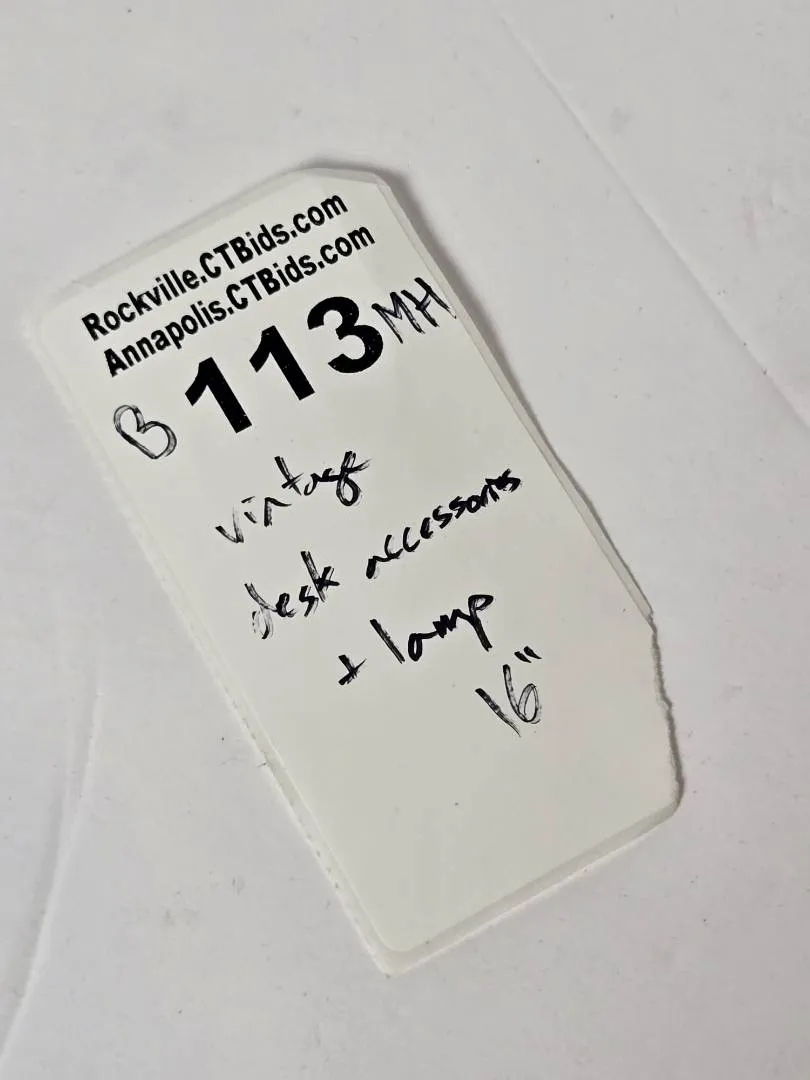 Rockville.CTBids.com
Annapolis.CTBids.com
B 113 MH
vintage
desk accessories
+ lamp
16"